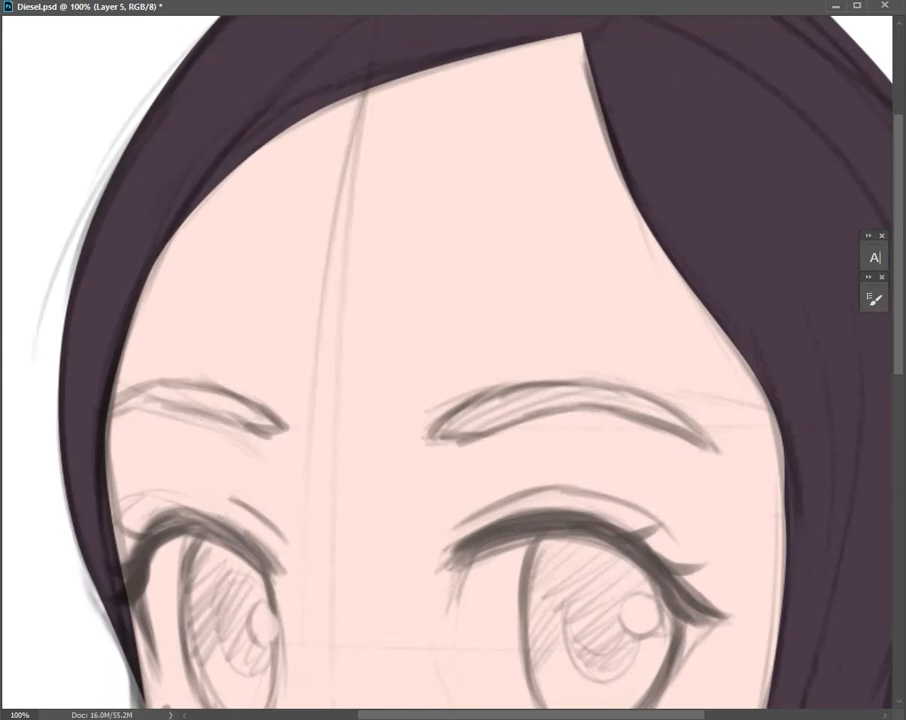 Diesel.psd @ 100% (Layer 5, RGB/8) *
A
100% Doc: 16.0M/55.2M